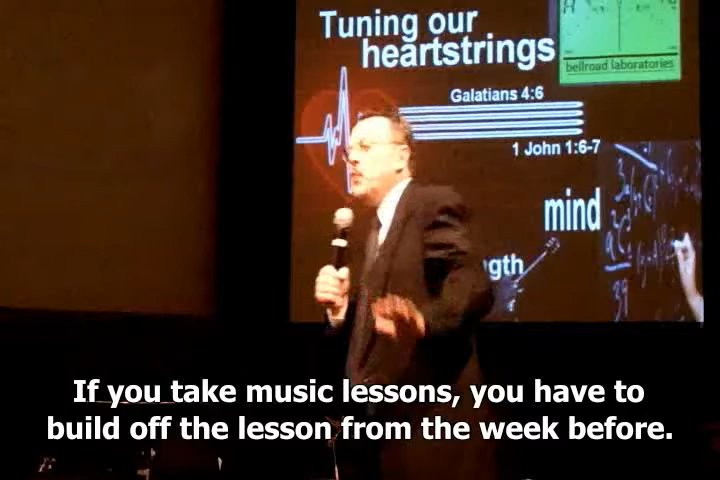 Tuning our
heartstrings
bellroad laboratories
Galatians 4:6
1 John 1:6-7
mind
gth
If you take music lessons, you have to
build off the lesson from the week before.